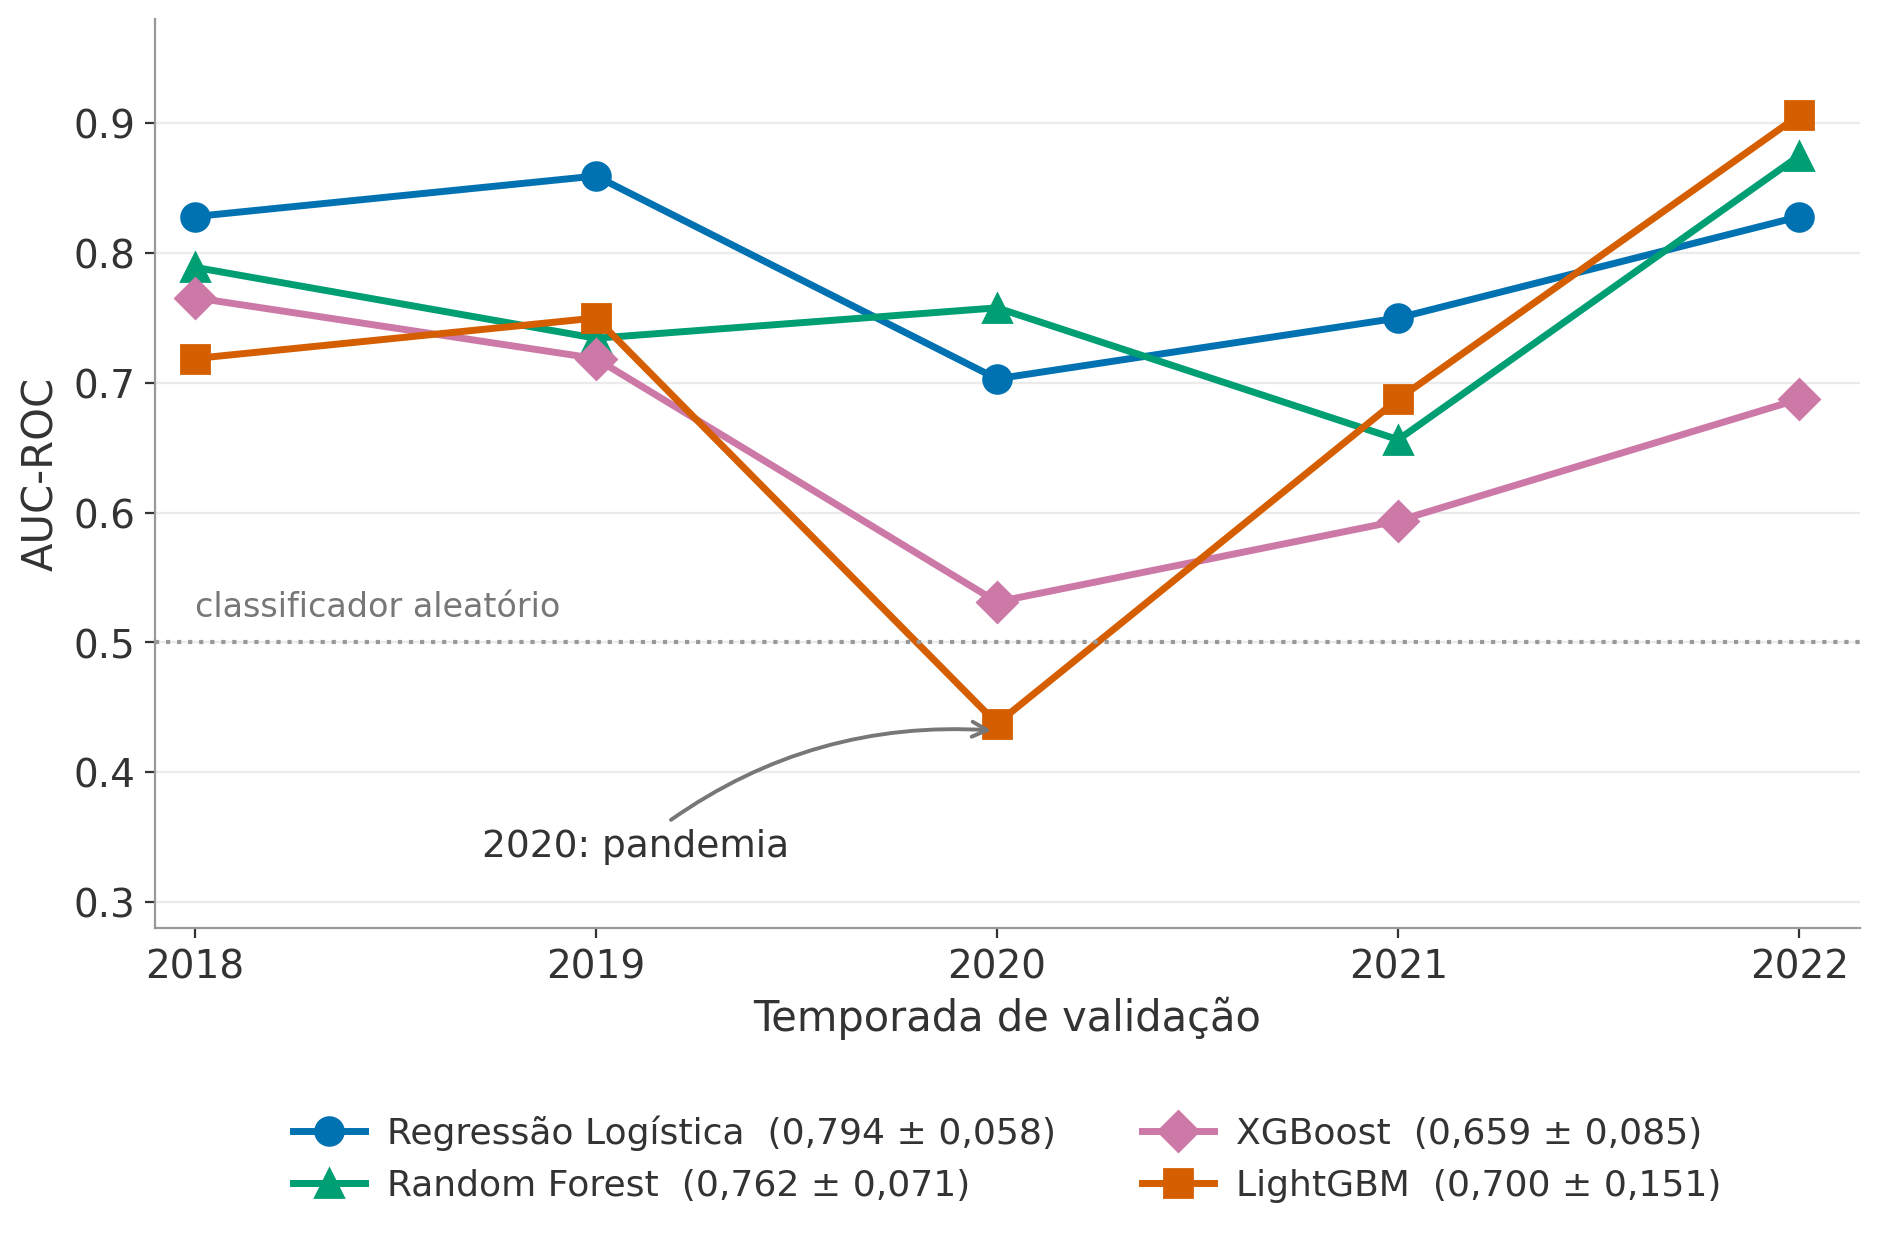 0.9
0.8
0.7
0.6
0.5
0.4
0.3
AUC-ROC
classificador aleatório
2020: pandemia
2018 2019 2020 2021 2022
Temporada de validação
Regressão Logística (0,794 ± 0,058)
Random Forest (0,762 ± 0,071)
XGBoost (0,659 ± 0,085)
LightGBM (0,700 ± 0,151)